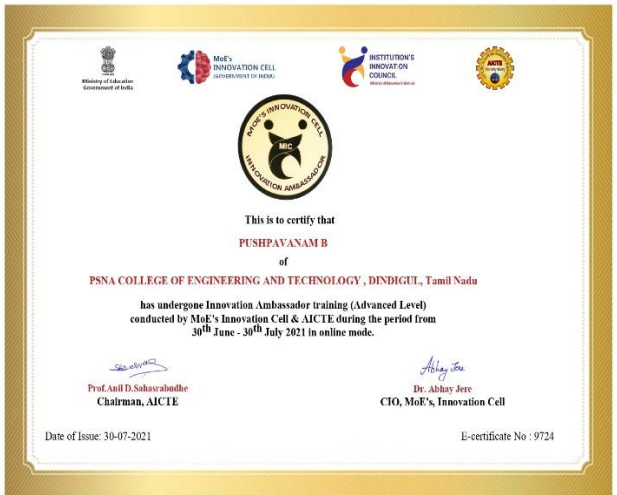 Ministry of Education
Government of India
MoE's
INNOVATION CELL
(GOVERNMENT OF INDIA)
INSTITUTION'S
INNOVATION
COUNCIL
AICTE
MOE'S INNOVATION CELL
MIC
INNOVATION AMBASSADOR
This is to certify that
PUSHPAVANAM B
of
PSNA COLLEGE OF ENGINEERING AND TECHNOLOGY , DINDIGUL, Tamil Nadu
has undergone Innovation Ambassador training (Advanced Level)
conducted by MoE's Innovation Cell & AICTE during the period from
30th June - 30th July 2021 in online mode.
Abhay Jere
Prof.Anil D.Sahasrabudhe
Chairman, AICTE
Dr. Abhay Jere
CIO, MoE's, Innovation Cell
Date of Issue: 30-07-2021
E-certificate No : 9724